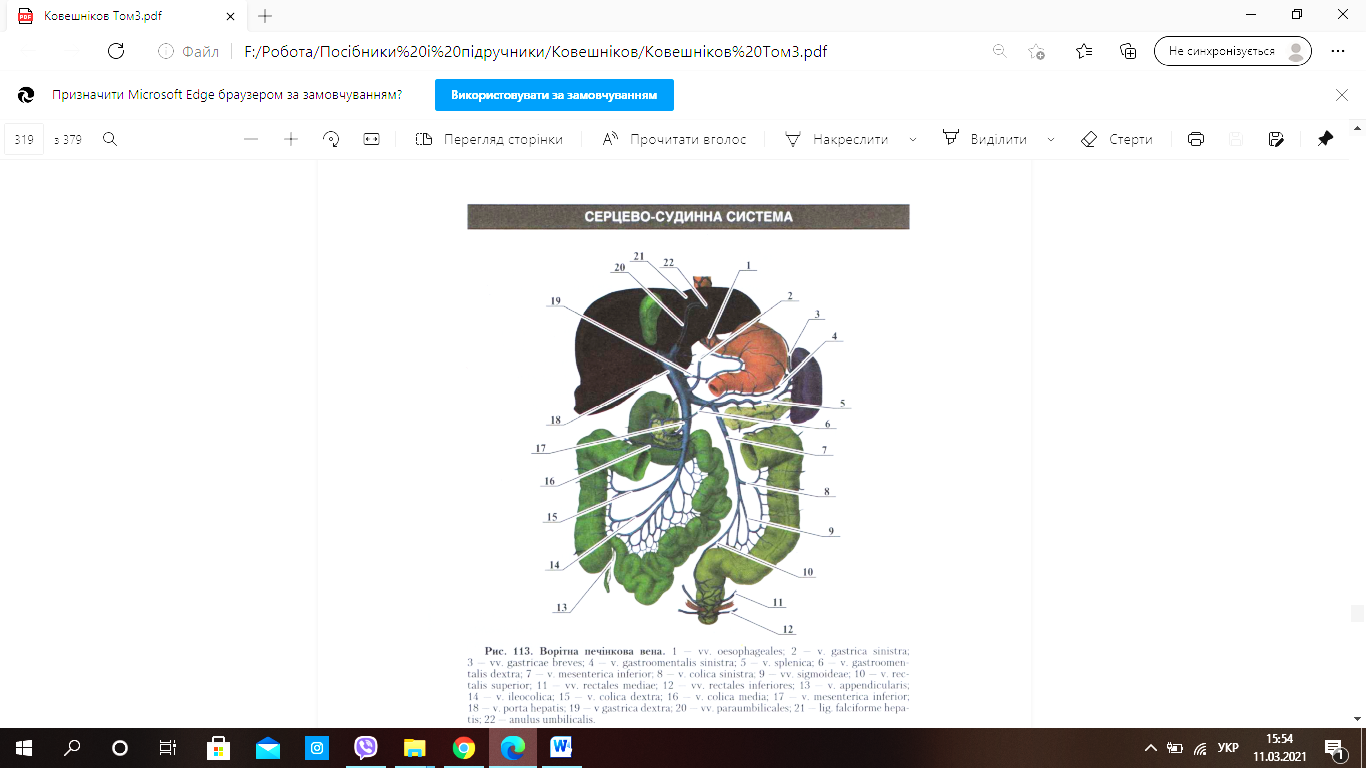 Ковешніков Том3.pdf
Файл
F:/Робота/Посібники%20і%20підручники/Ковешніков/Ковешніков%20Том3.pdf
Не синхронізується
Призначити Microsoft Edge браузером за замовчуванням?
Використовувати за замовчуванням
319
з 379
Перегляд сторінки
Прочитати вголос
Накреслити
Виділити
Стерти
СЕРЦЕВО-СУДИННА СИСТЕМА
21
22
20
1
19
2
3
4
5
18
6
17
7
16
8
15
9
14
10
13
11
12
Рис. 113. Ворітна печінкова вена. 1 — vv. oesophageales; 2 — v. gastrica sinistra;
3 — vv. gastricae breves; 4 — v. gastroomentalis sinistra; 5 — v. splenica; 6 — v. gastroomen-
talis dextra; 7 — v. mesenterica inferior; 8 — v. colica sinistra; 9 — vv. sigmoideae; 10 — v. rec-
talis superior; 11 — vv. rectales mediae; 12 — vv. rectales inferiores; 13 — v. appendicularis;
14 — v. ileocolica; 15 — v. colica dextra; 16 — v. colica media; 17 — v. mesenterica inferior;
18 — v. porta hepatis; 19 — v gastrica dextra; 20 — vv. paraumbilicales; 21 — lig. falciforme hepa-
tis; 22 — anulus umbilicalis.
УКР
15:54
11.03.2021
1